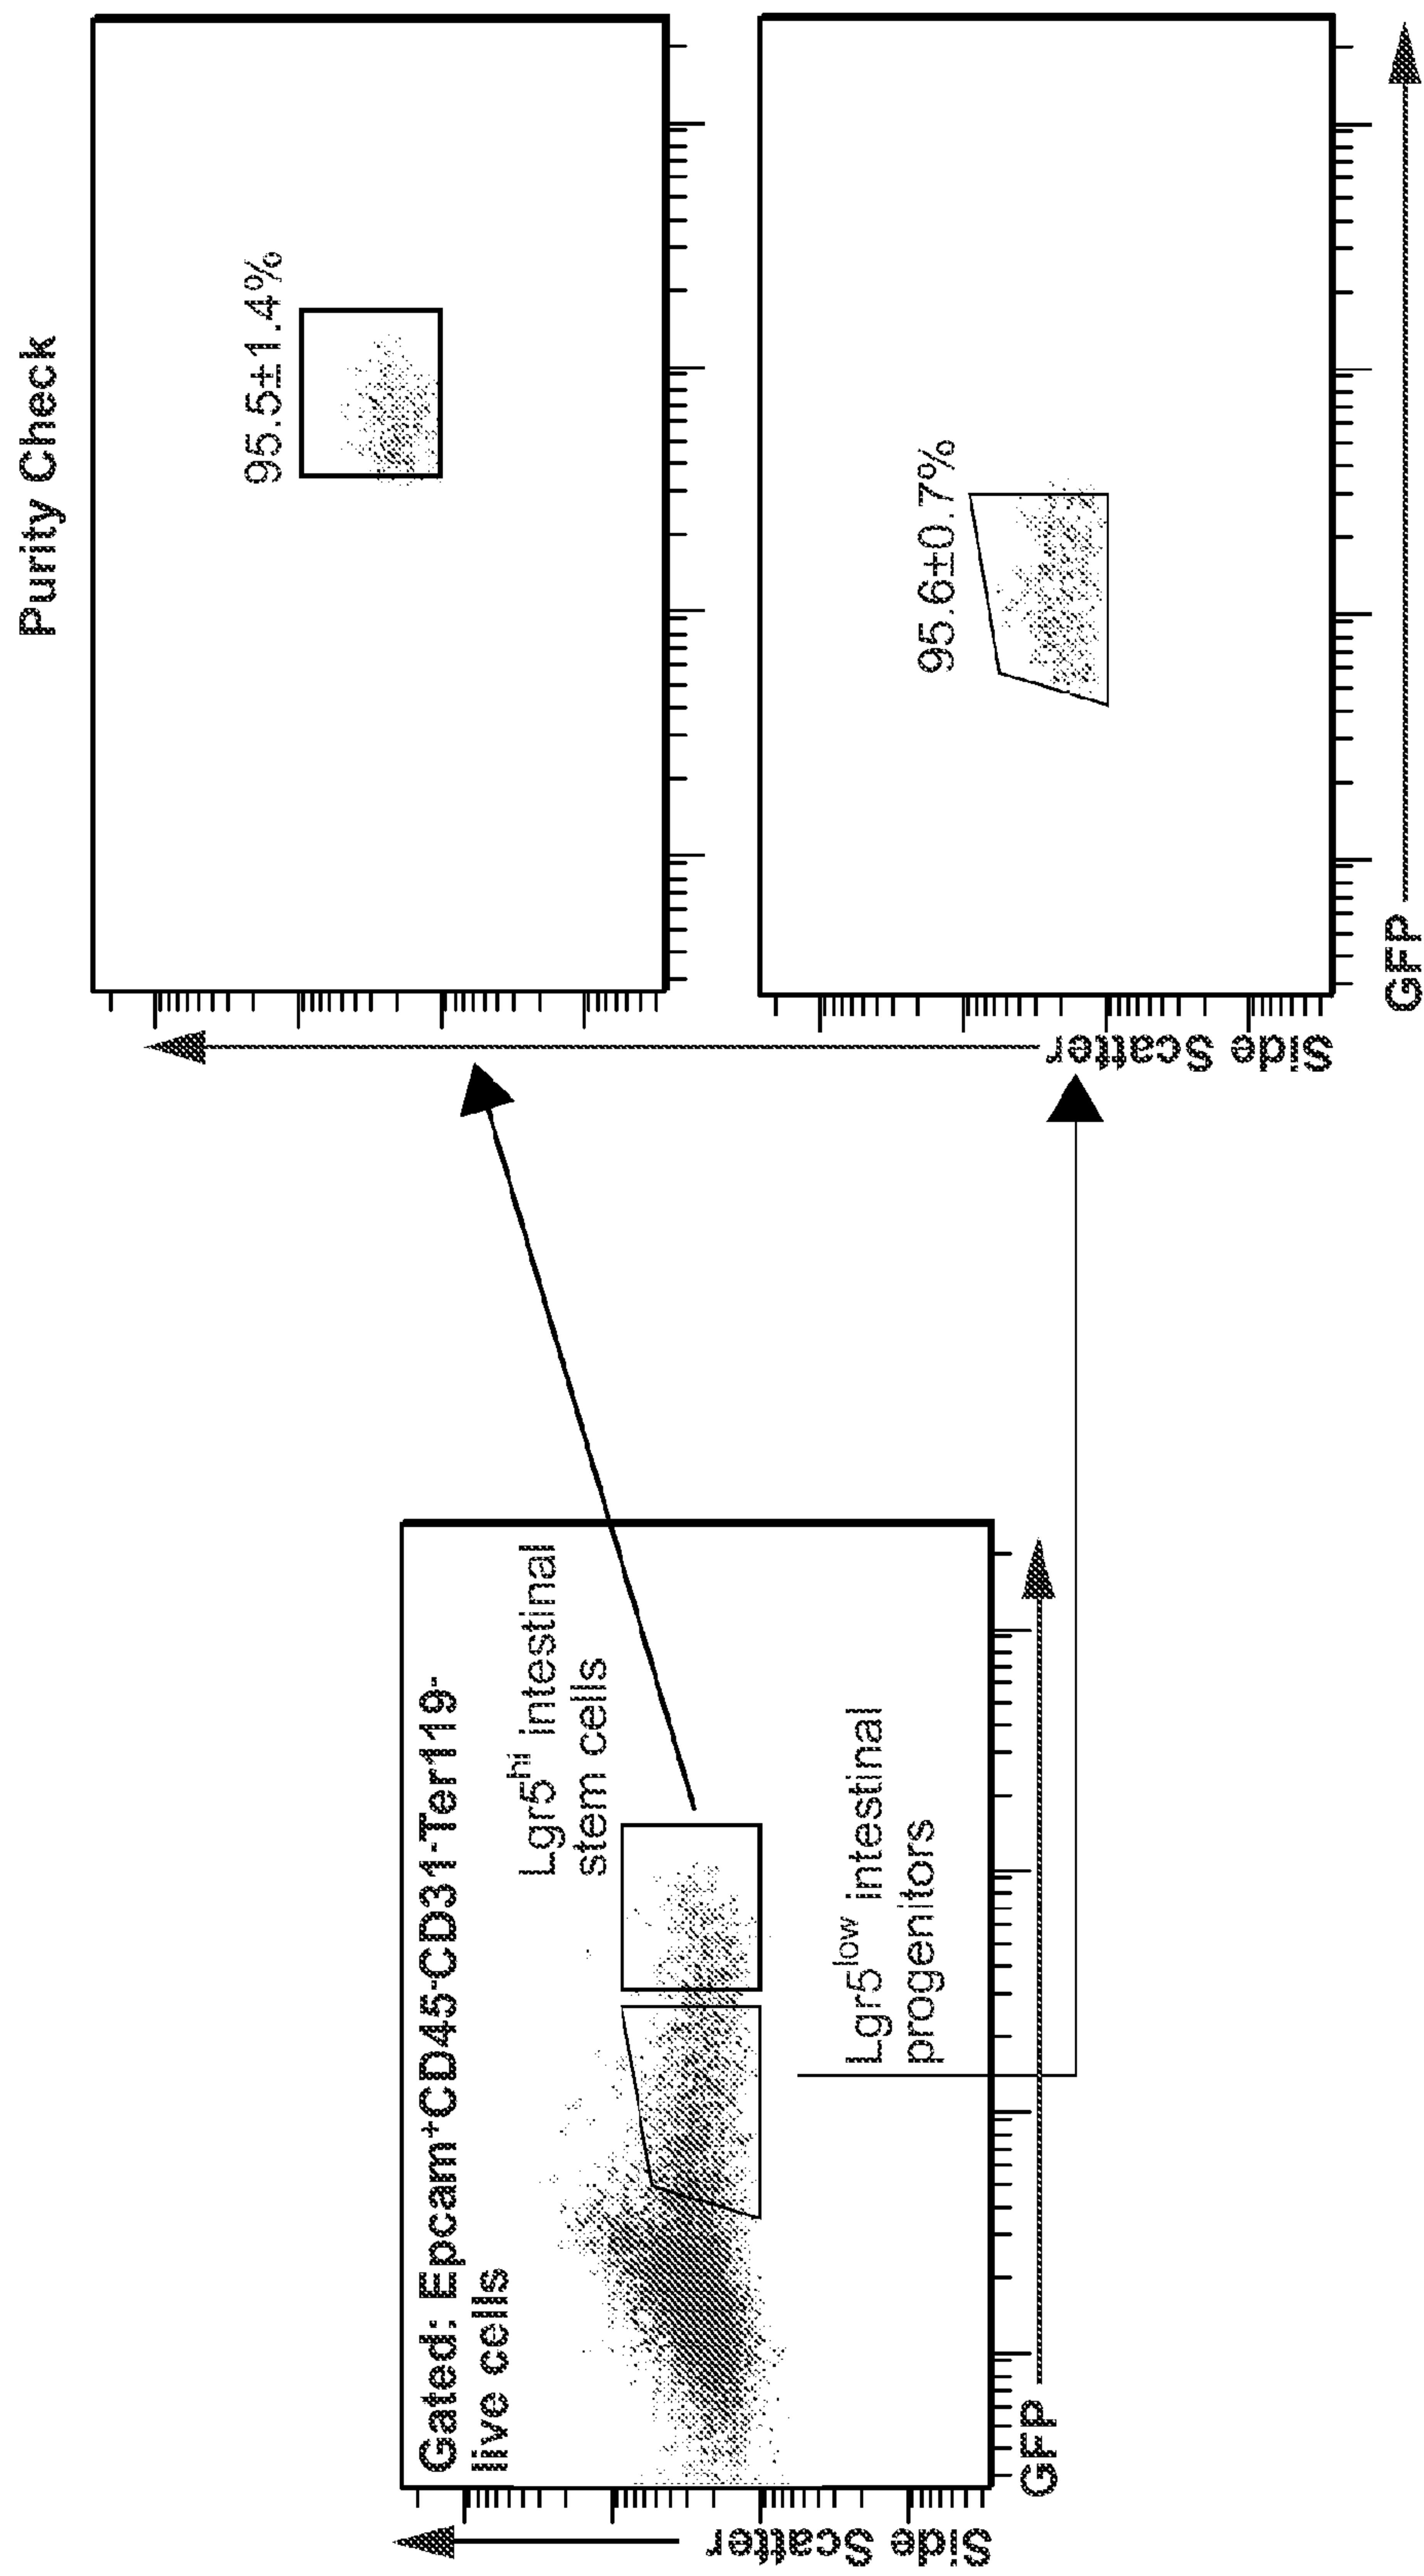 Gated: Epcam⁺CD45⁻CD31⁻Ter119⁻
live cells
Lgr5ʰⁱ intestinal
stem cells
Lgr5ˡᵒʷ intestinal
progenitors
Side Scatter
GFP
Purity Check
95.5±1.4%
95.6±0.7%
Side Scatter
GFP